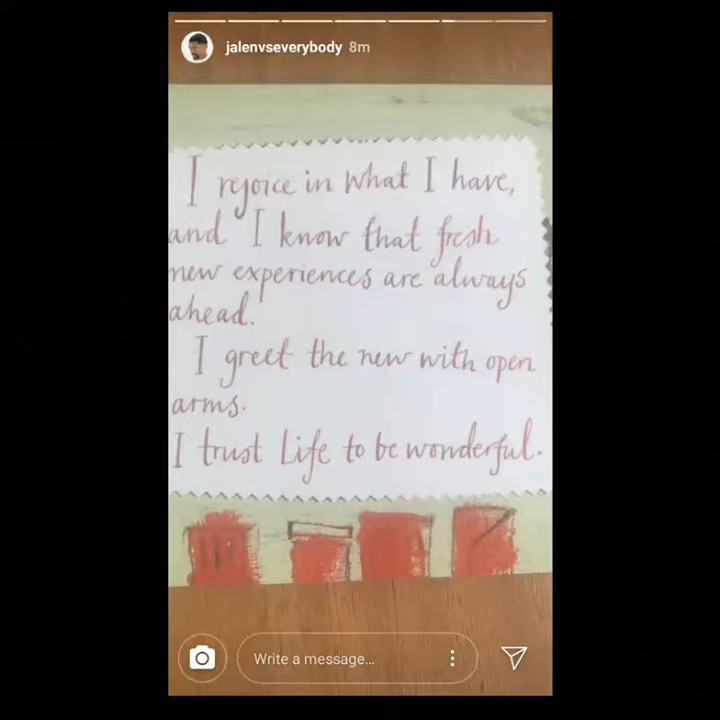 jalenvseverybody 8m
I rejoice in what I have,
and I know that fresh
new experiences are always
ahead.
I greet the new with open
arms.
I trust Life to be wonderful.
Write a message...